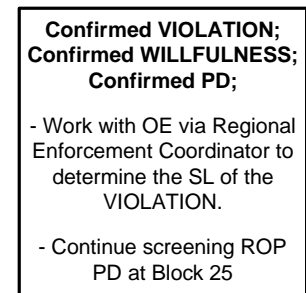 Confirmed VIOLATION;
Confirmed WILLFULNESS;
Confirmed PD;
- Work with OE via Regional
Enforcement Coordinator to
determine the SL of the
VIOLATION.
- Continue screening ROP
PD at Block 25